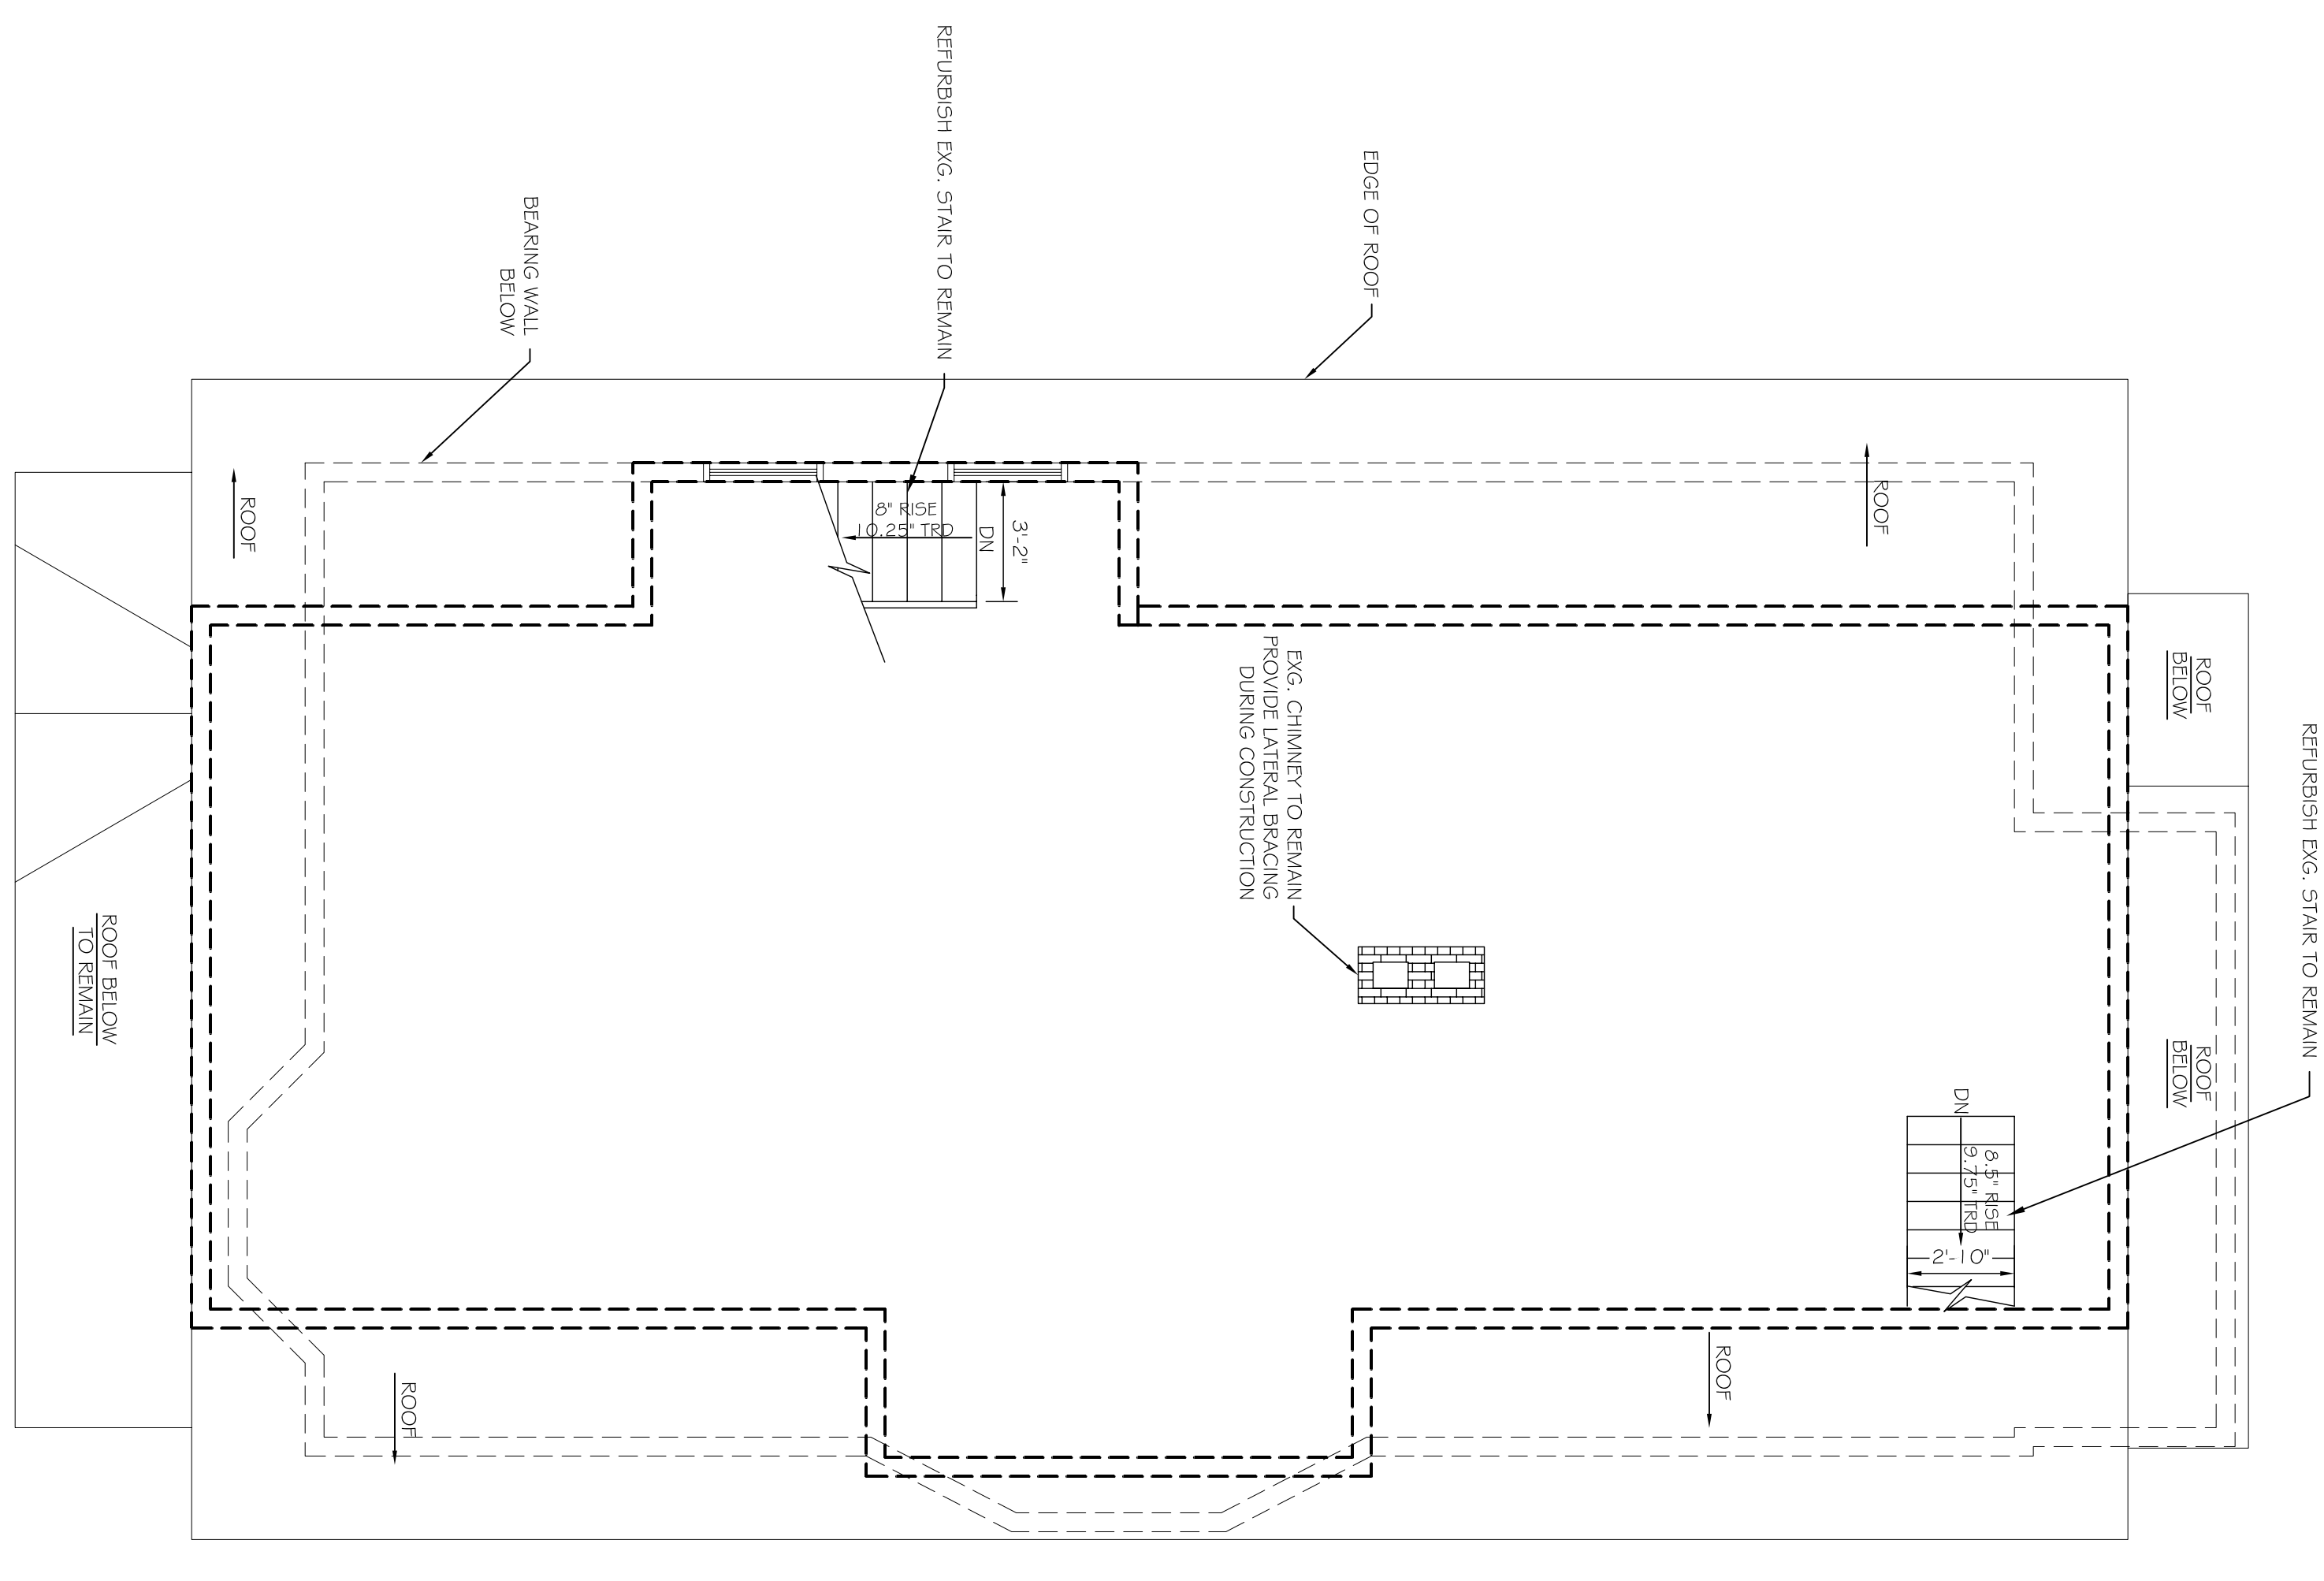 REFURBISH EXG. STAIR TO REMAIN
EDGE OF ROOF
BEARING WALL
BELOW
ROOF
8" RISE
10.25" TRD
DN
3'-2"
ROOF
ROOF
BELOW
EXG. CHIMNEY TO REMAIN
PROVIDE LATERAL BRACING
DURING CONSTRUCTION
REFURBISH EXG. STAIR TO REMAIN
ROOF BELOW
TO REMAIN
ROOF
BELOW
DN
8.5" RISE
9.75" TRD
2'-10"
ROOF
ROOF